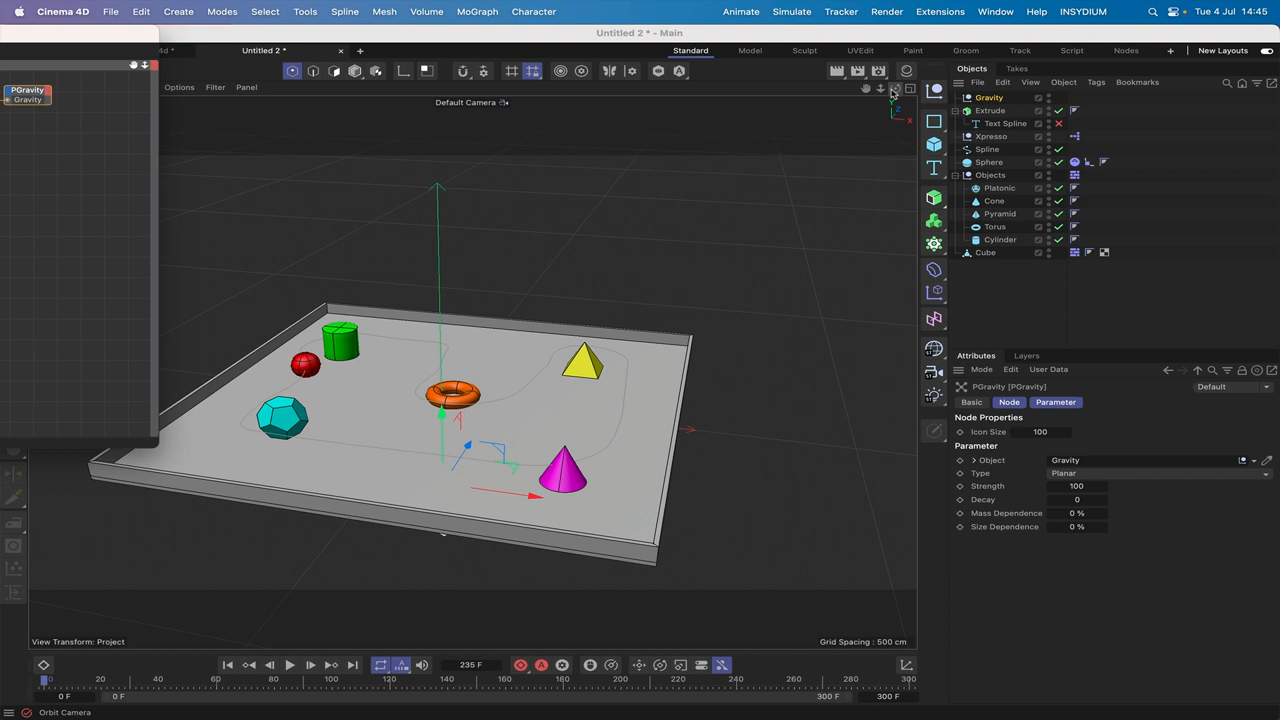 Cinema 4D File Edit Create Modes Select Tools Spline Mesh Volume MoGraph Character Animate Simulate Tracker Render Extensions Window Help INSYDIUM Tue 4 Jul 14:45
Untitled 2 * - Main
4d * Untitled 2 * Standard Model Sculpt UVEdit Paint Groom Track Script Nodes New Layouts
Objects Takes
File Edit View Object Tags Bookmarks
Options Filter Panel
PGravity
Gravity
Default Camera
Y
Z
X
Gravity
Extrude
Text Spline
Xpresso
Spline
Sphere
Objects
Platonic
Cone
Pyramid
Torus
Cylinder
Cube
Attributes Layers
Mode Edit User Data
PGravity [PGravity] Default
Basic Node Parameter
Node Properties
Icon Size 100
Parameter
Object Gravity
Type Planar
Strength 100
Decay 0
Mass Dependence 0 %
Size Dependence 0 %
View Transform: Project Grid Spacing : 500 cm
235 F
0 20 40 60 80 100 120 140 160 180 200 220 240 260 280 300
0 F 0 F 300 F 300 F
Orbit Camera